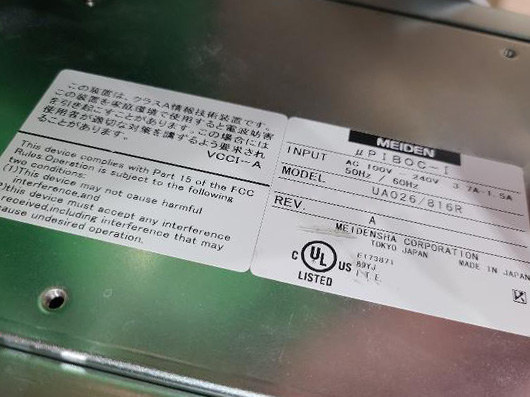 この装置は、クラスA情報技術装置です。
この装置を家庭環境で使用すると電波妨害
を引き起こすことがあります。この場合には
使用者が適切な対策を講ずるよう要求され
ることがあります。
VCCI-A
This device complies with Part 15 of the FCC
Rules.Operation is subject to the following
two conditions:
(1)This device may not cause harmful
interference,and
(2)this device must accept any interference
received,including interference that may
cause undesired operation.
MEIDEN
μPIBOC-I
INPUT AC 100V 240V 3.7A 1.5A
50Hz / 60Hz
MODEL UA026/816R
REV. A
MEIDENSHA CORPORATION
TOKYO JAPAN MADE IN JAPAN
C UL US
LISTED
E173871
89YJ
I.T.E.